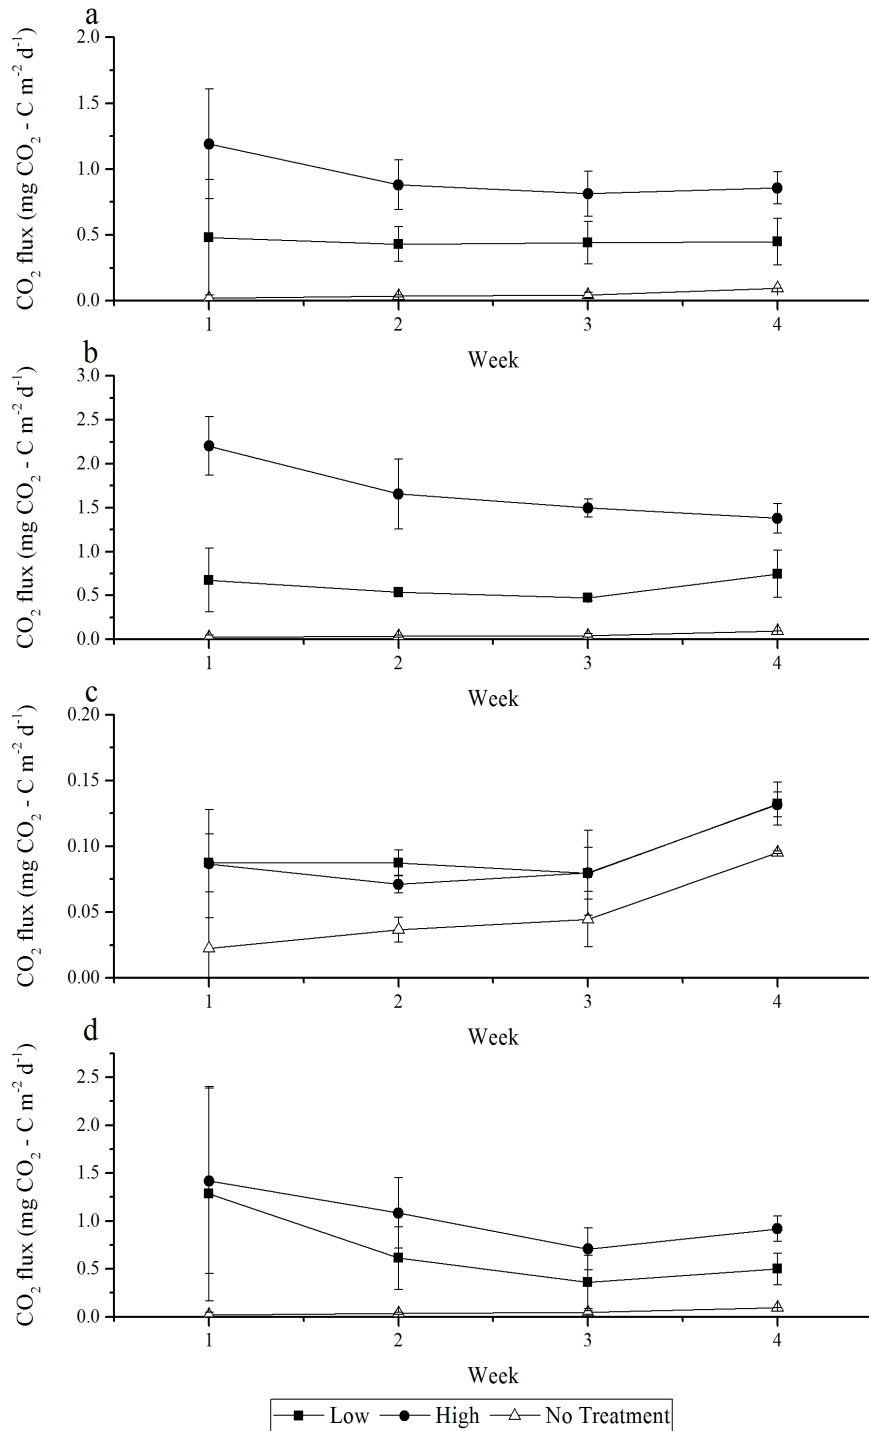 a
CO₂ flux (mg CO₂ - C m⁻² d⁻¹)
2.0
1.5
1.0
0.5
0.0
1 2 3 4
Week
b
CO₂ flux (mg CO₂ - C m⁻² d⁻¹)
3.0
2.5
2.0
1.5
1.0
0.5
0.0
1 2 3 4
Week
c
CO₂ flux (mg CO₂ - C m⁻² d⁻¹)
0.20
0.15
0.10
0.05
0.00
1 2 3 4
Week
d
CO₂ flux (mg CO₂ - C m⁻² d⁻¹)
2.5
2.0
1.5
1.0
0.5
0.0
1 2 3 4
Week
Low High No Treatment